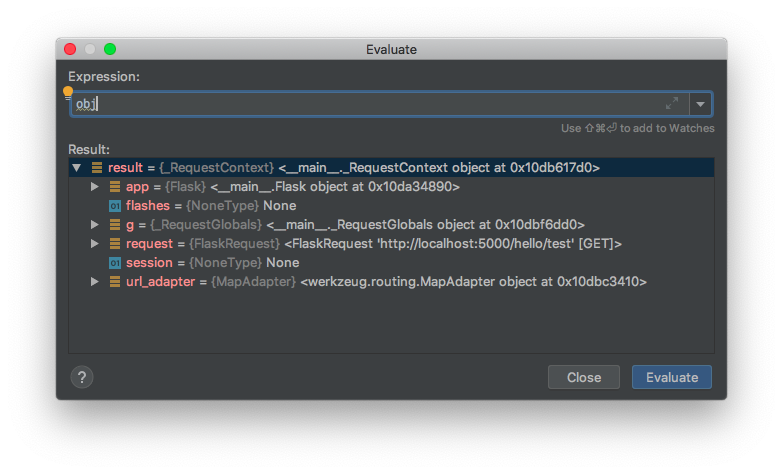 Evaluate
Expression:
obj
Use ⇧⌘⏎ to add to Watches
Result:
result = {_RequestContext} <__main__._RequestContext object at 0x10db617d0>
app = {Flask} <__main__.Flask object at 0x10da34890>
01 flashes = {NoneType} None
g = {_RequestGlobals} <__main__._RequestGlobals object at 0x10dbf6dd0>
request = {FlaskRequest} <FlaskRequest 'http://localhost:5000/hello/test' [GET]>
01 session = {NoneType} None
url_adapter = {MapAdapter} <werkzeug.routing.MapAdapter object at 0x10dbc3410>
? Close Evaluate